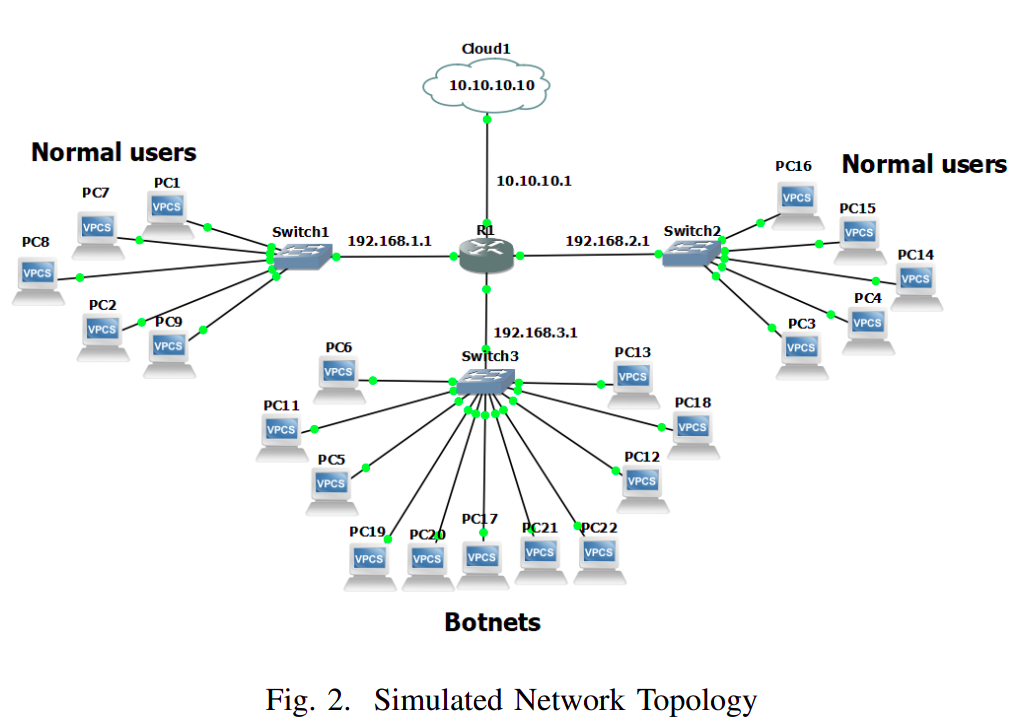 Cloud1
10.10.10.10
Normal users
Normal users
10.10.10.1
PC7
PC1
VPCS
VPCS
PC8
VPCS
PC2
VPCS
PC9
VPCS
Switch1
192.168.1.1
R1
192.168.2.1
Switch2
PC16
VPCS
PC15
VPCS
PC14
VPCS
PC4
VPCS
PC3
VPCS
192.168.3.1
Switch3
PC6
VPCS
PC13
VPCS
PC11
VPCS
PC18
VPCS
PC5
VPCS
PC12
VPCS
PC19
VPCS
PC20
VPCS
PC17
VPCS
PC21
VPCS
PC22
VPCS
Botnets
Fig. 2. Simulated Network Topology